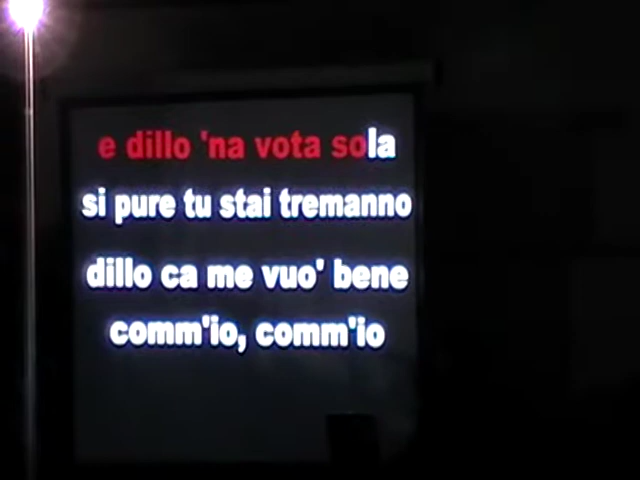 e dillo 'na vota sola
si pure tu stai tremanno
dillo ca me vuo' bene
comm'io, comm'io